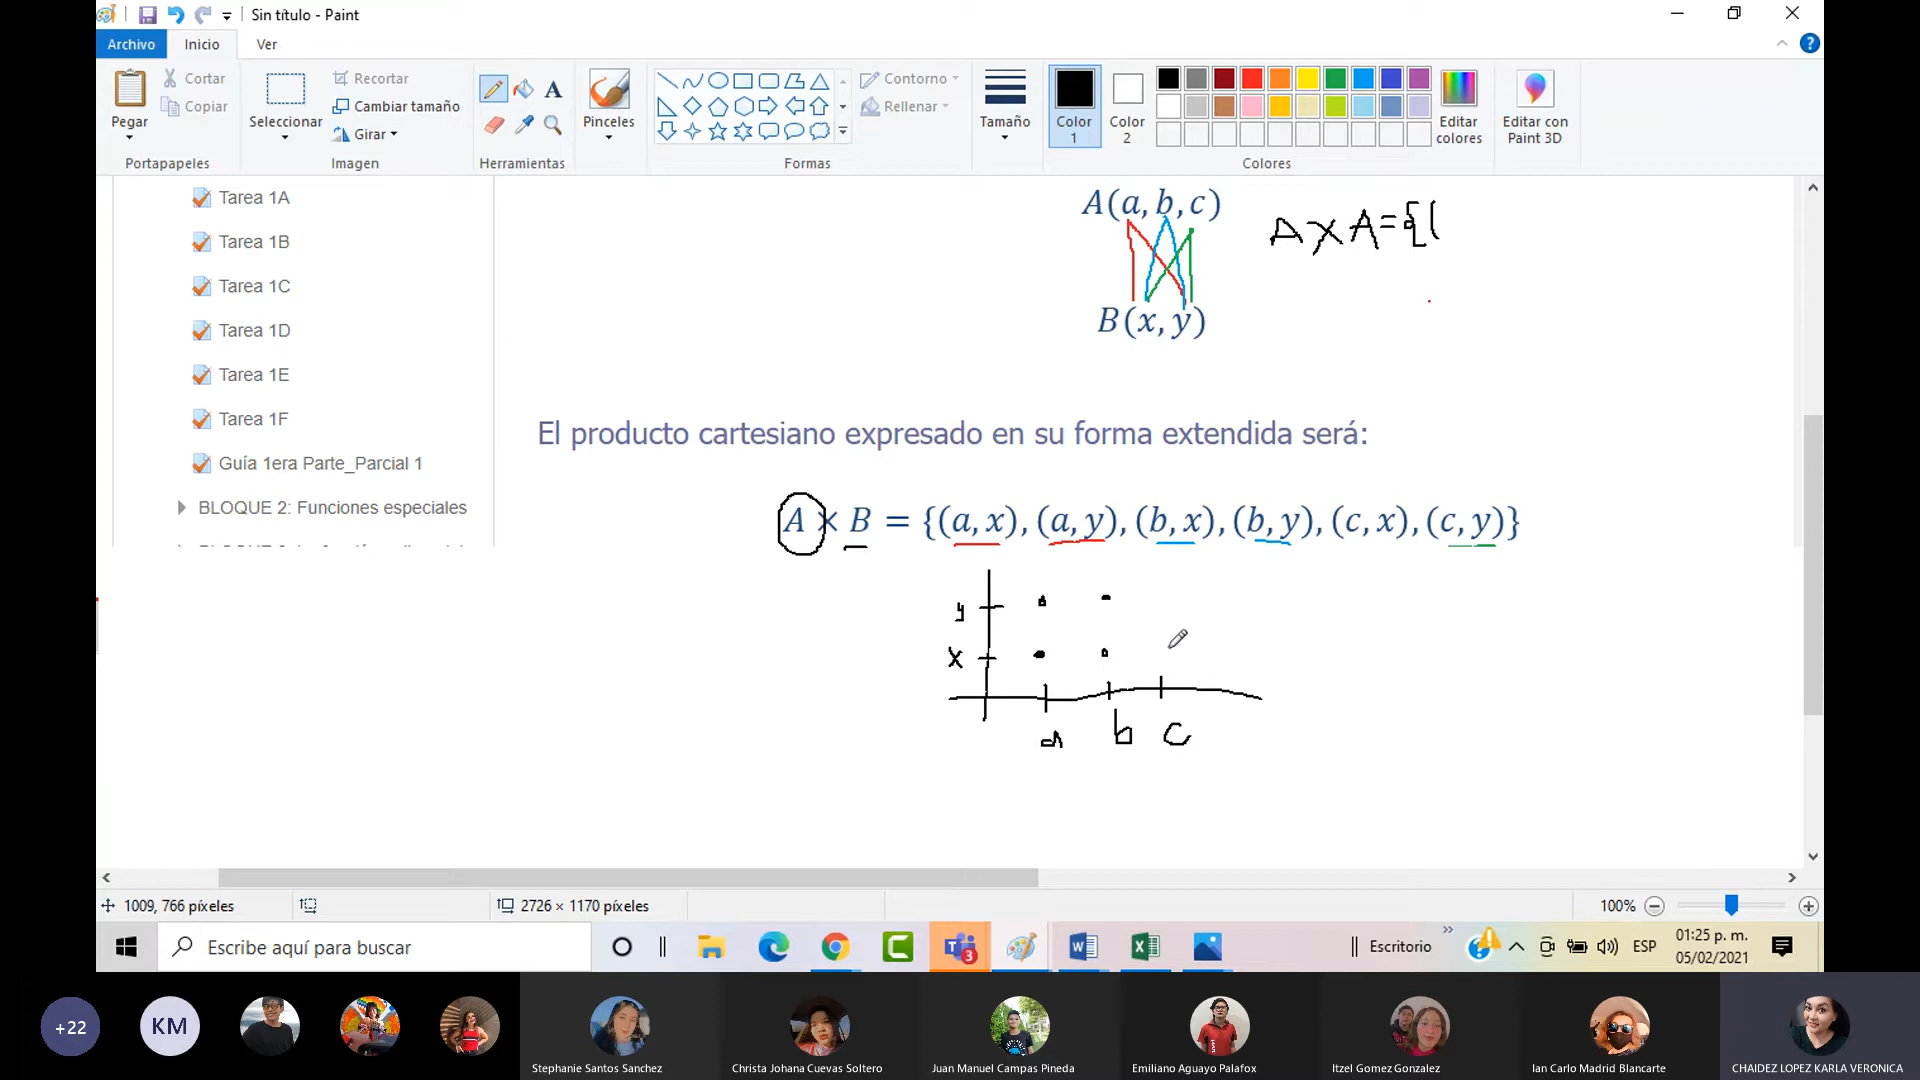 Sin título - Paint
Archivo Inicio Ver
Pegar
Cortar
Copiar
Portapapeles
Seleccionar
Recortar
Cambiar tamaño
Girar
Imagen
A
Herramientas
Pinceles
Contorno
Rellenar
Formas
Tamaño
Color 1
Color 2
Editar colores
Colores
Editar con Paint 3D
Tarea 1A
Tarea 1B
Tarea 1C
Tarea 1D
Tarea 1E
Tarea 1F
Guía 1era Parte_Parcial 1
BLOQUE 2: Funciones especiales
A(a, b, c)
A X A = {(
B(x, y)
El producto cartesiano expresado en su forma extendida será:
A × B = {(a, x), (a, y), (b, x), (b, y), (c, x), (c, y)}
y
x
a b c
1009, 766 píxeles
2726 × 1170 píxeles
100%
Escribe aquí para buscar
3
Escritorio
ESP
01:25 p. m.
05/02/2021
+22
KM
Stephanie Santos Sanchez
Christa Johana Cuevas Soltero
Juan Manuel Campas Pineda
Emiliano Aguayo Palafox
Itzel Gomez Gonzalez
Ian Carlo Madrid Blancarte
CHAIDEZ LOPEZ KARLA VERONICA